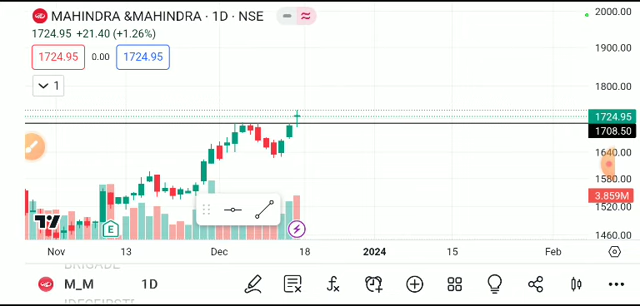 MAHINDRA &MAHINDRA · 1D · NSE
1724.95 +21.40 (+1.26%)
1724.95 0.00 1724.95
1
2000.00
1900.00
1800.00
1724.95
1708.50
1640.00
1580.00
3.859M
1520.00
1460.00
E
Nov 13 Dec 18 2024 15 Feb
BRIGADE
M_M 1D